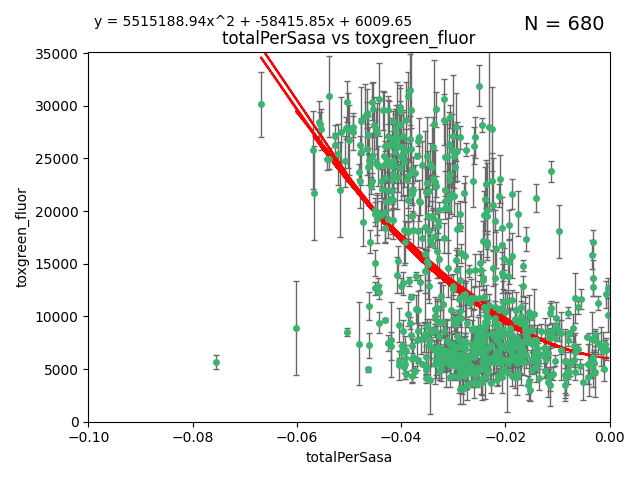 y = 5515188.94x^2 + -58415.85x + 6009.65
N = 680
totalPerSasa vs toxgreen_fluor
35000
30000
25000
20000
15000
10000
5000
0
toxgreen_fluor
−0.10 −0.08 −0.06 −0.04 −0.02 0.00
totalPerSasa